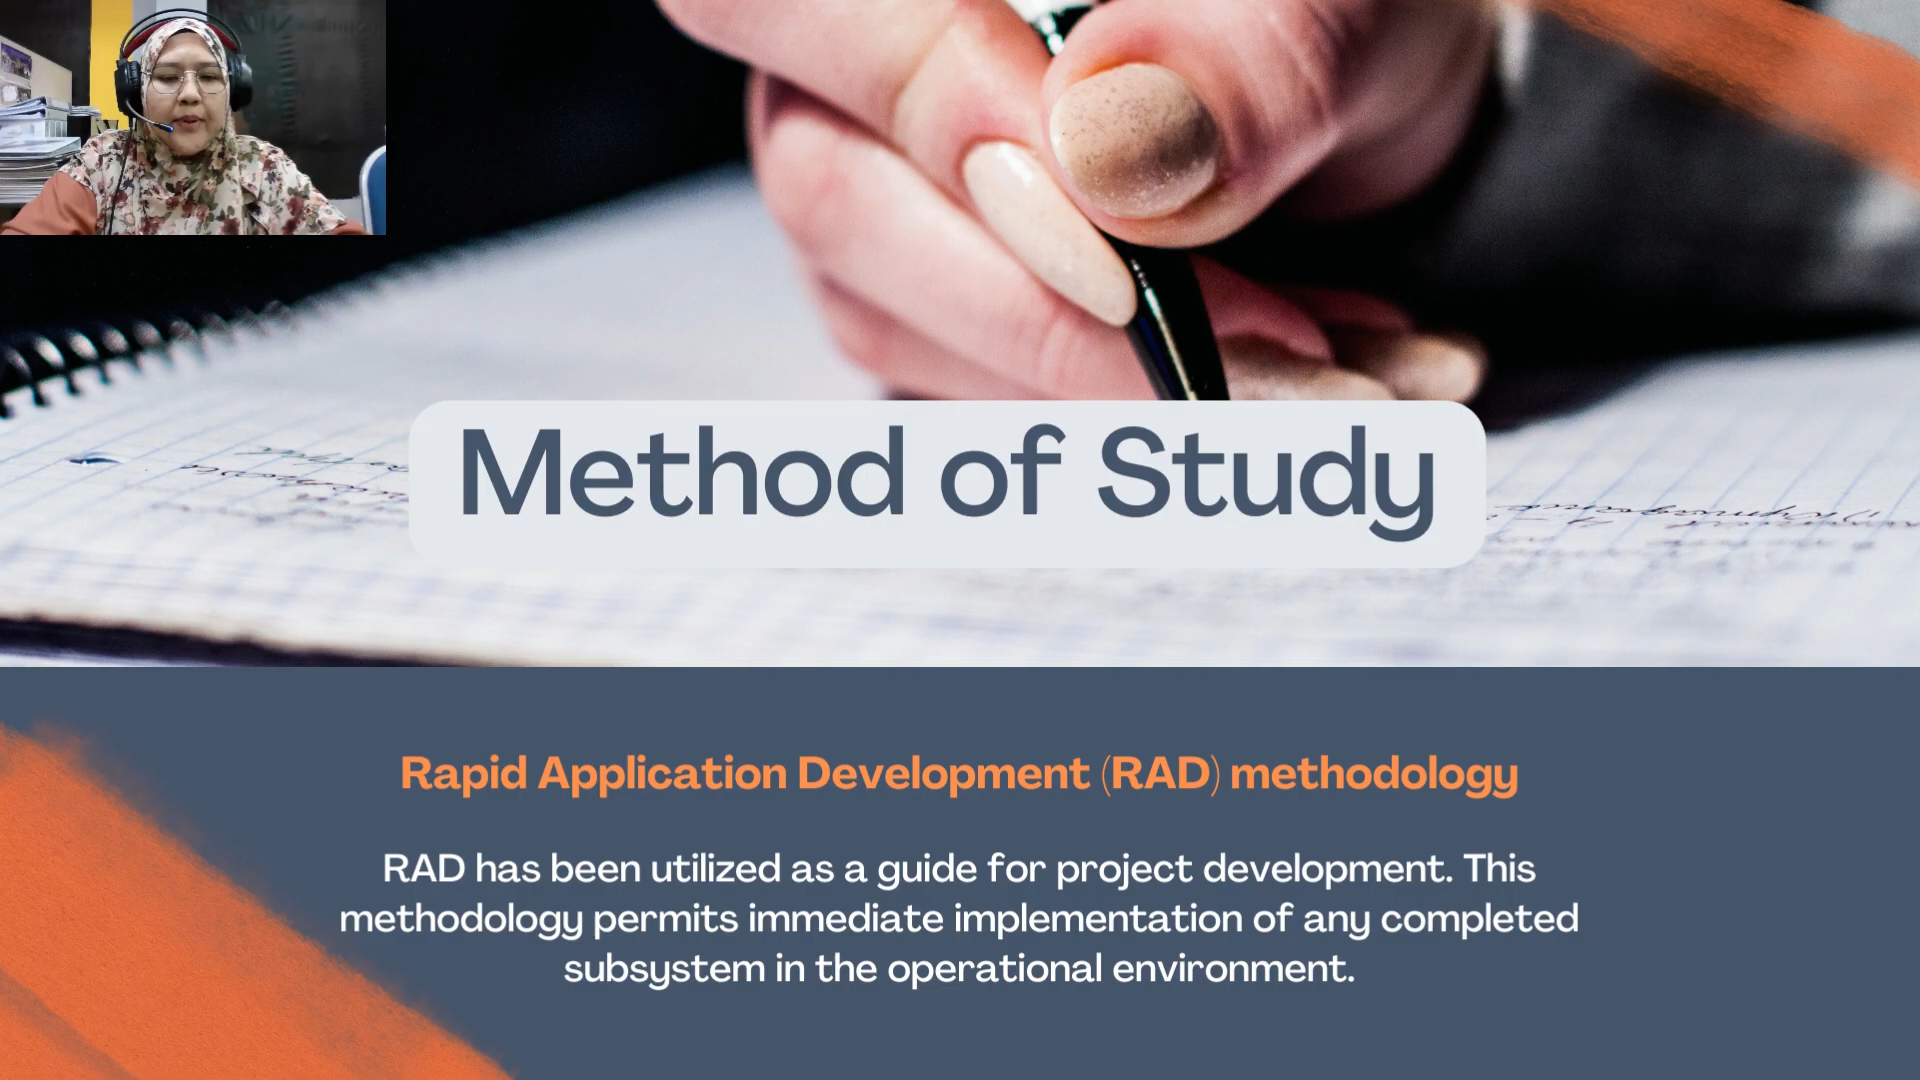 Method of Study
Rapid Application Development (RAD) methodology
RAD has been utilized as a guide for project development. This
methodology permits immediate implementation of any completed
subsystem in the operational environment.